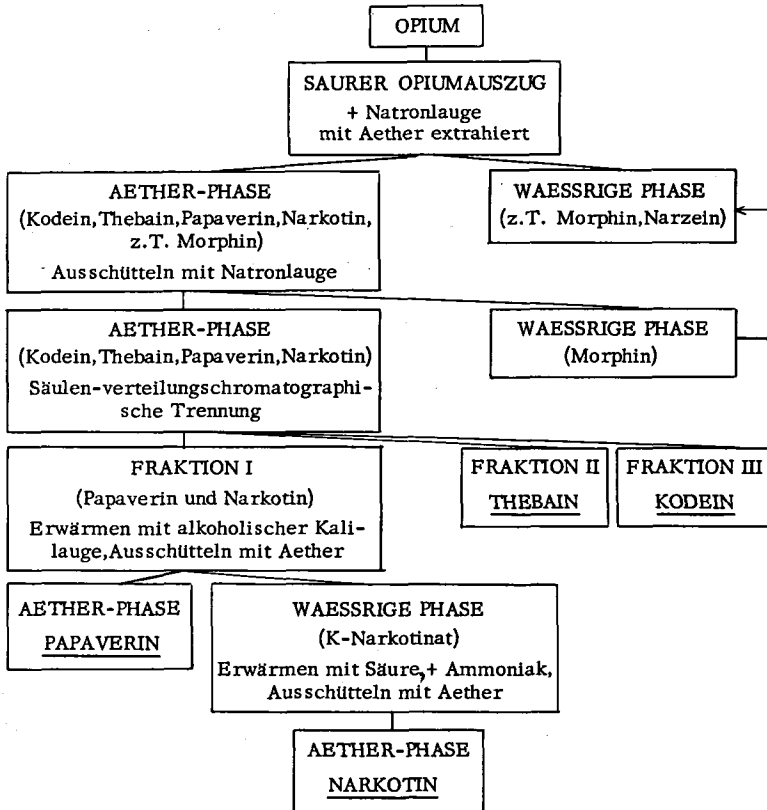 OPIUM
SAURER OPIUMAUSZUG
+ Natronlauge
mit Aether extrahiert
AETHER-PHASE
(Kodein,Thebain,Papaverin,Narkotin,
z.T. Morphin)
Ausschütteln mit Natronlauge
WAESSRIGE PHASE
(z.T. Morphin,Narzein)
AETHER-PHASE
(Kodein,Thebain,Papaverin,Narkotin)
Säulen-verteilungschromatographi-
sche Trennung
WAESSRIGE PHASE
(Morphin)
FRAKTION I
(Papaverin und Narkotin)
Erwärmen mit alkoholischer Kali-
lauge,Ausschütteln mit Aether
FRAKTION II
THEBAIN
FRAKTION III
KODEIN
AETHER-PHASE
PAPAVERIN
WAESSRIGE PHASE
(K-Narkotinat)
Erwärmen mit Säure,+ Ammoniak,
Ausschütteln mit Aether
AETHER-PHASE
NARKOTIN